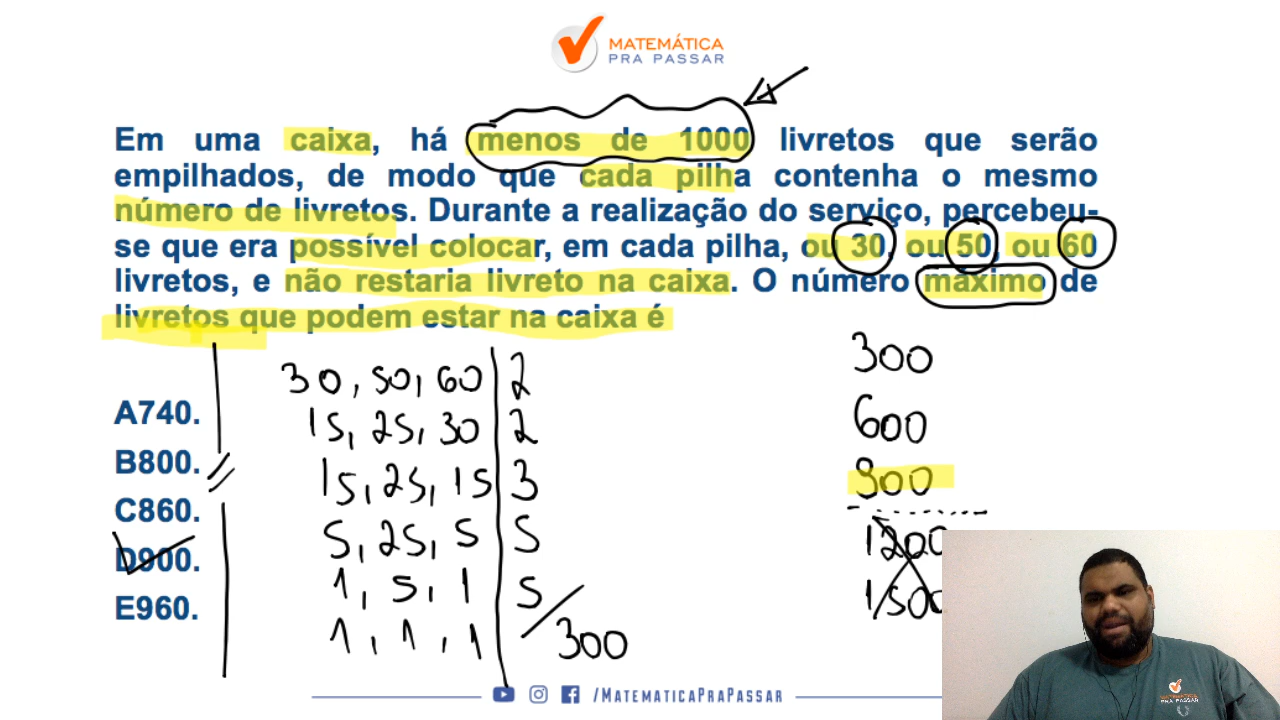 MATEMÁTICA
PRA PASSAR
Em uma caixa, há menos de 1000 livretos que serão
empilhados, de modo que cada pilha contenha o mesmo
número de livretos. Durante a realização do serviço, percebeu-
se que era possível colocar, em cada pilha, ou 30, ou 50, ou 60
livretos, e não restaria livreto na caixa. O número máximo de
livretos que podem estar na caixa é
A740.
B800.
C860.
D900.
E960.
30, 50, 60 | 2
15, 25, 30 | 2
15, 25, 15 | 3
5, 25, 5 | 5
1, 5, 1 | 5
1, 1, 1 | 300
300
600
900
1200
1500
/MATEMATICAPRAPASSAR
MATEMÁTICA
PRA PASSAR